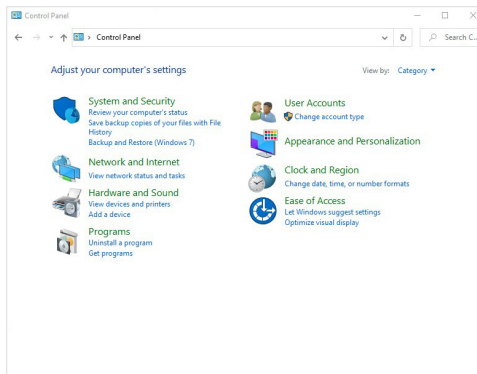 Control Panel
Control Panel
Search C...
Adjust your computer's settings
View by: Category
System and Security
Review your computer's status
Save backup copies of your files with File
History
Backup and Restore (Windows 7)
Network and Internet
View network status and tasks
Hardware and Sound
View devices and printers
Add a device
Programs
Uninstall a program
Get programs
User Accounts
Change account type
Appearance and Personalization
Clock and Region
Change date, time, or number formats
Ease of Access
Let Windows suggest settings
Optimize visual display